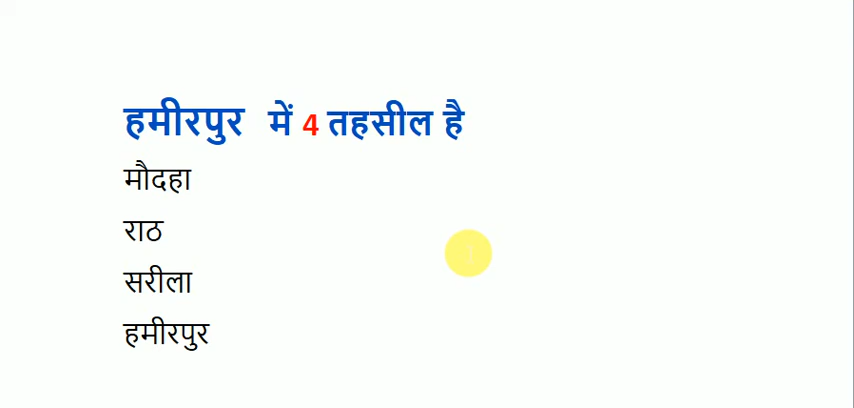 हमीरपुर में 4 तहसील है
मौदहा
राठ
सरीला
हमीरपुर